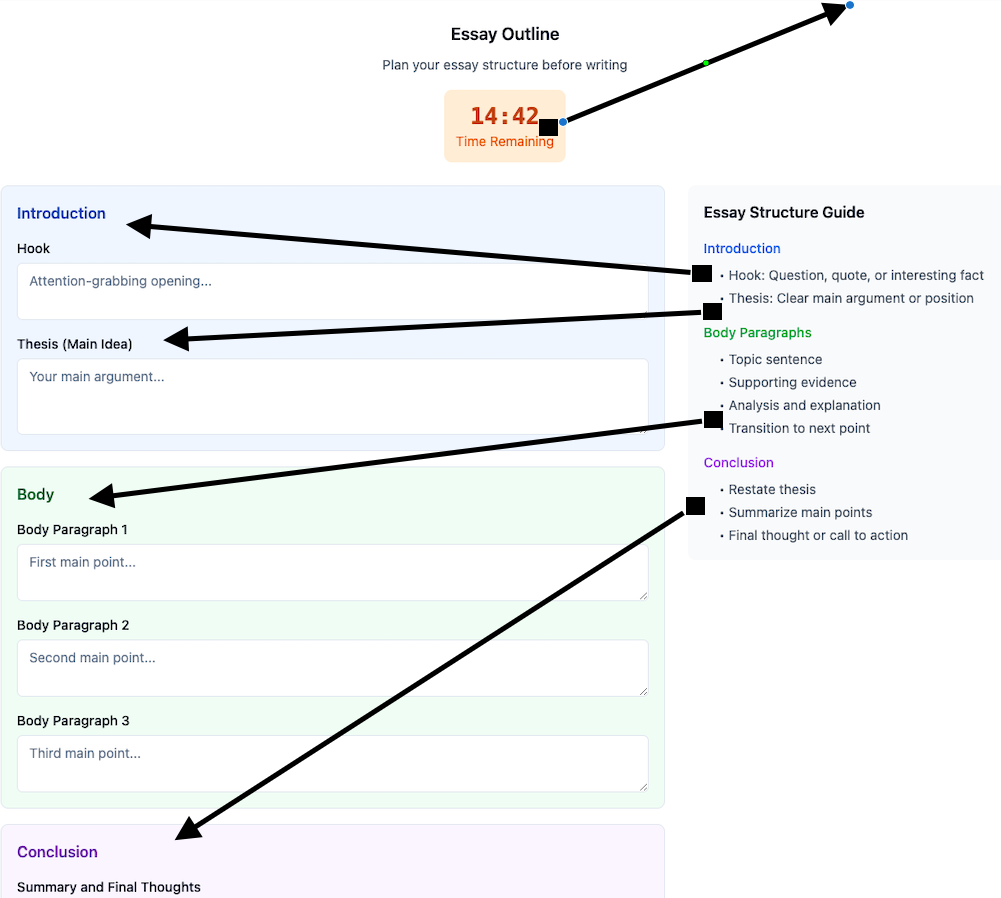 Essay Outline
Plan your essay structure before writing
14:42
Time Remaining
Introduction
Hook
Attention-grabbing opening...
Thesis (Main Idea)
Your main argument...
Body
Body Paragraph 1
First main point...
Body Paragraph 2
Second main point...
Body Paragraph 3
Third main point...
Conclusion
Summary and Final Thoughts
Essay Structure Guide
Introduction
• Hook: Question, quote, or interesting fact
• Thesis: Clear main argument or position
Body Paragraphs
• Topic sentence
• Supporting evidence
• Analysis and explanation
• Transition to next point
Conclusion
• Restate thesis
• Summarize main points
• Final thought or call to action